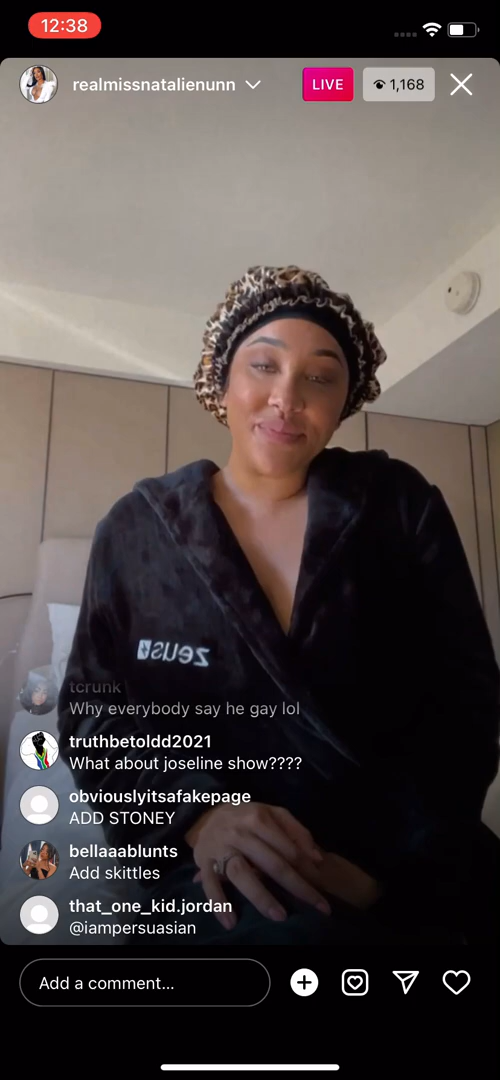 12:38
realmissnatalienunn
LIVE
1,168
zeus
tcrunk
Why everybody say he gay lol
truthbetoldd2021
What about joseline show????
obviouslyitsafakepage
ADD STONEY
bellaaablunts
Add skittles
that_one_kid.jordan
@iampersuasian
Add a comment...